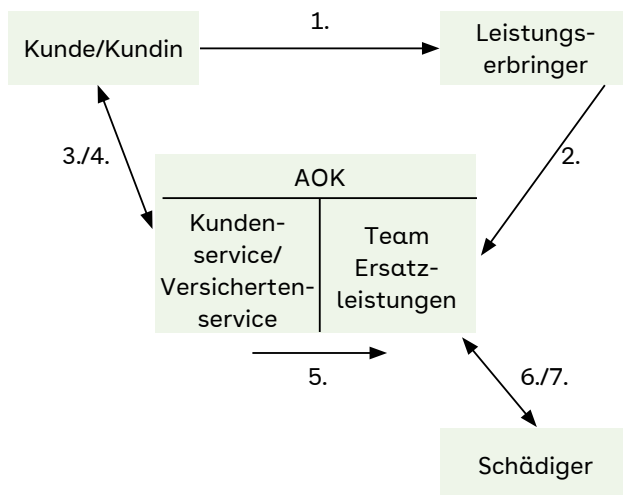 Kunde/Kundin
1.
Leistungs-
erbringer
3./4.
2.
AOK
Kunden-
service/
Versicherten-
service
Team
Ersatz-
leistungen
5.
6./7.
Schädiger